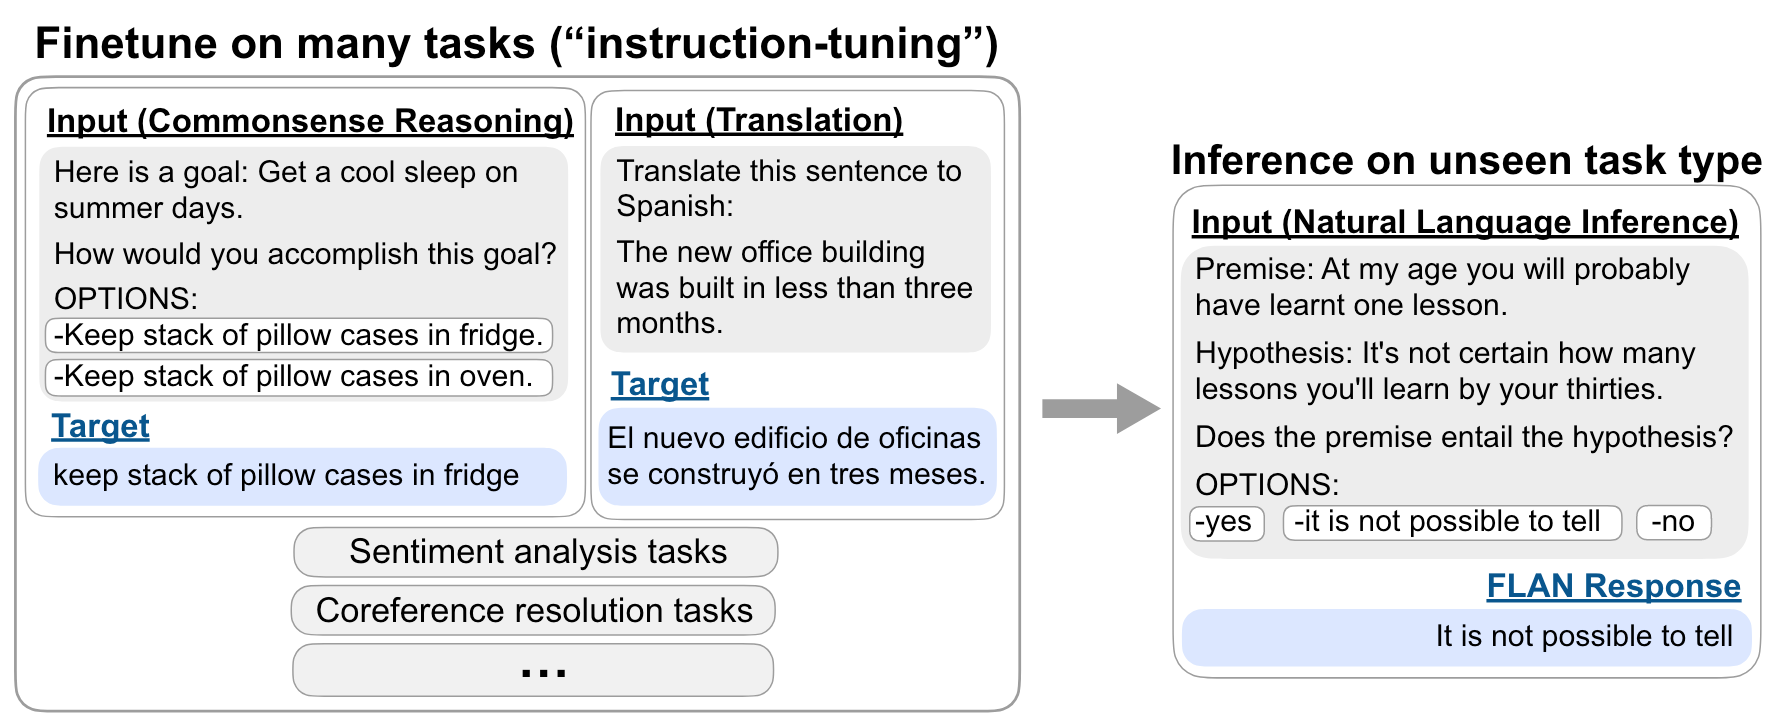 Finetune on many tasks (“instruction-tuning”)
Input (Commonsense Reasoning)
Here is a goal: Get a cool sleep on
summer days.
How would you accomplish this goal?
OPTIONS:
-Keep stack of pillow cases in fridge.
-Keep stack of pillow cases in oven.
Target
keep stack of pillow cases in fridge
Input (Translation)
Translate this sentence to
Spanish:
The new office building
was built in less than three
months.
Target
El nuevo edificio de oficinas
se construyó en tres meses.
Sentiment analysis tasks
Coreference resolution tasks
...
Inference on unseen task type
Input (Natural Language Inference)
Premise: At my age you will probably
have learnt one lesson.
Hypothesis: It's not certain how many
lessons you'll learn by your thirties.
Does the premise entail the hypothesis?
OPTIONS:
-yes -it is not possible to tell -no
FLAN Response
It is not possible to tell